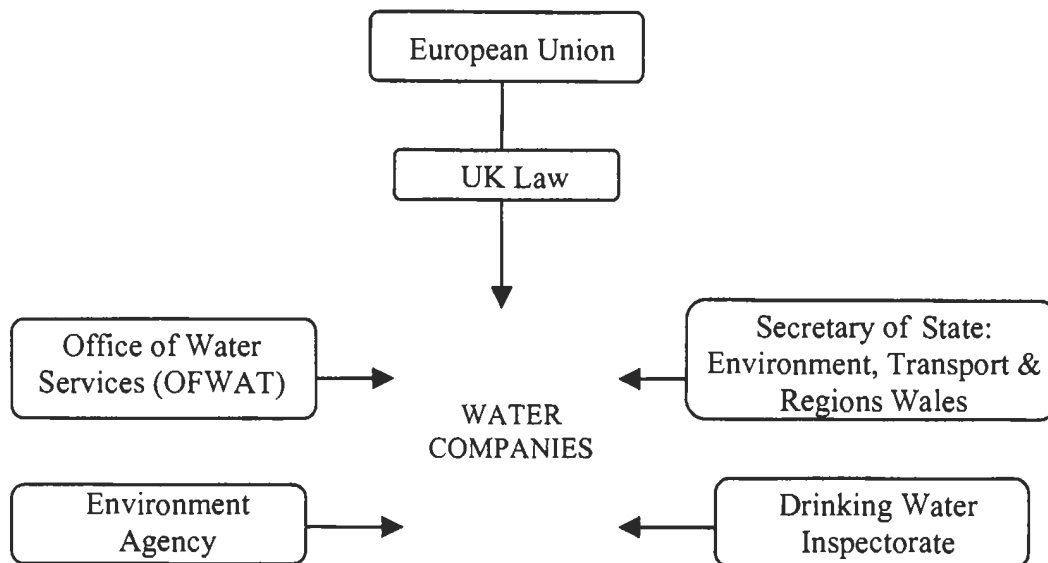 European Union
UK Law
Office of Water
Services (OFWAT)
Secretary of State:
Environment, Transport &
Regions Wales
WATER
COMPANIES
Environment
Agency
Drinking Water
Inspectorate